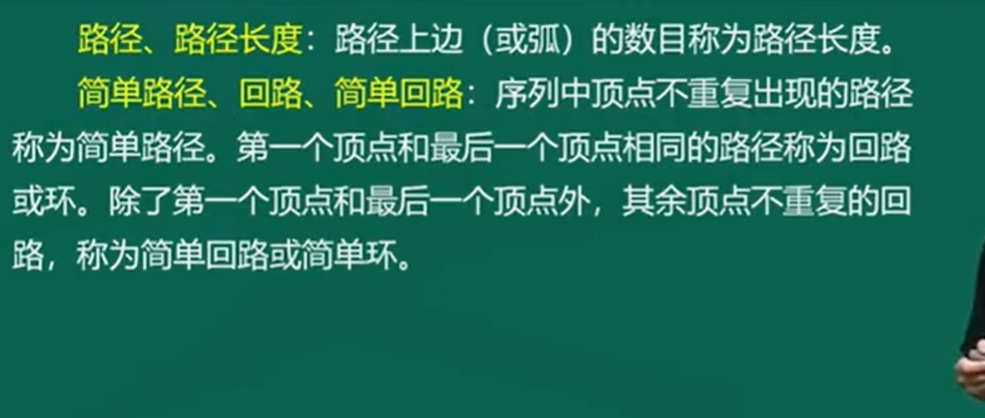 路径、路径长度：路径上边（或弧）的数目称为路径长度。
简单路径、回路、简单回路：序列中顶点不重复出现的路径
称为简单路径。第一个顶点和最后一个顶点相同的路径称为回路
或环。除了第一个顶点和最后一个顶点外，其余顶点不重复的回
路，称为简单回路或简单环。